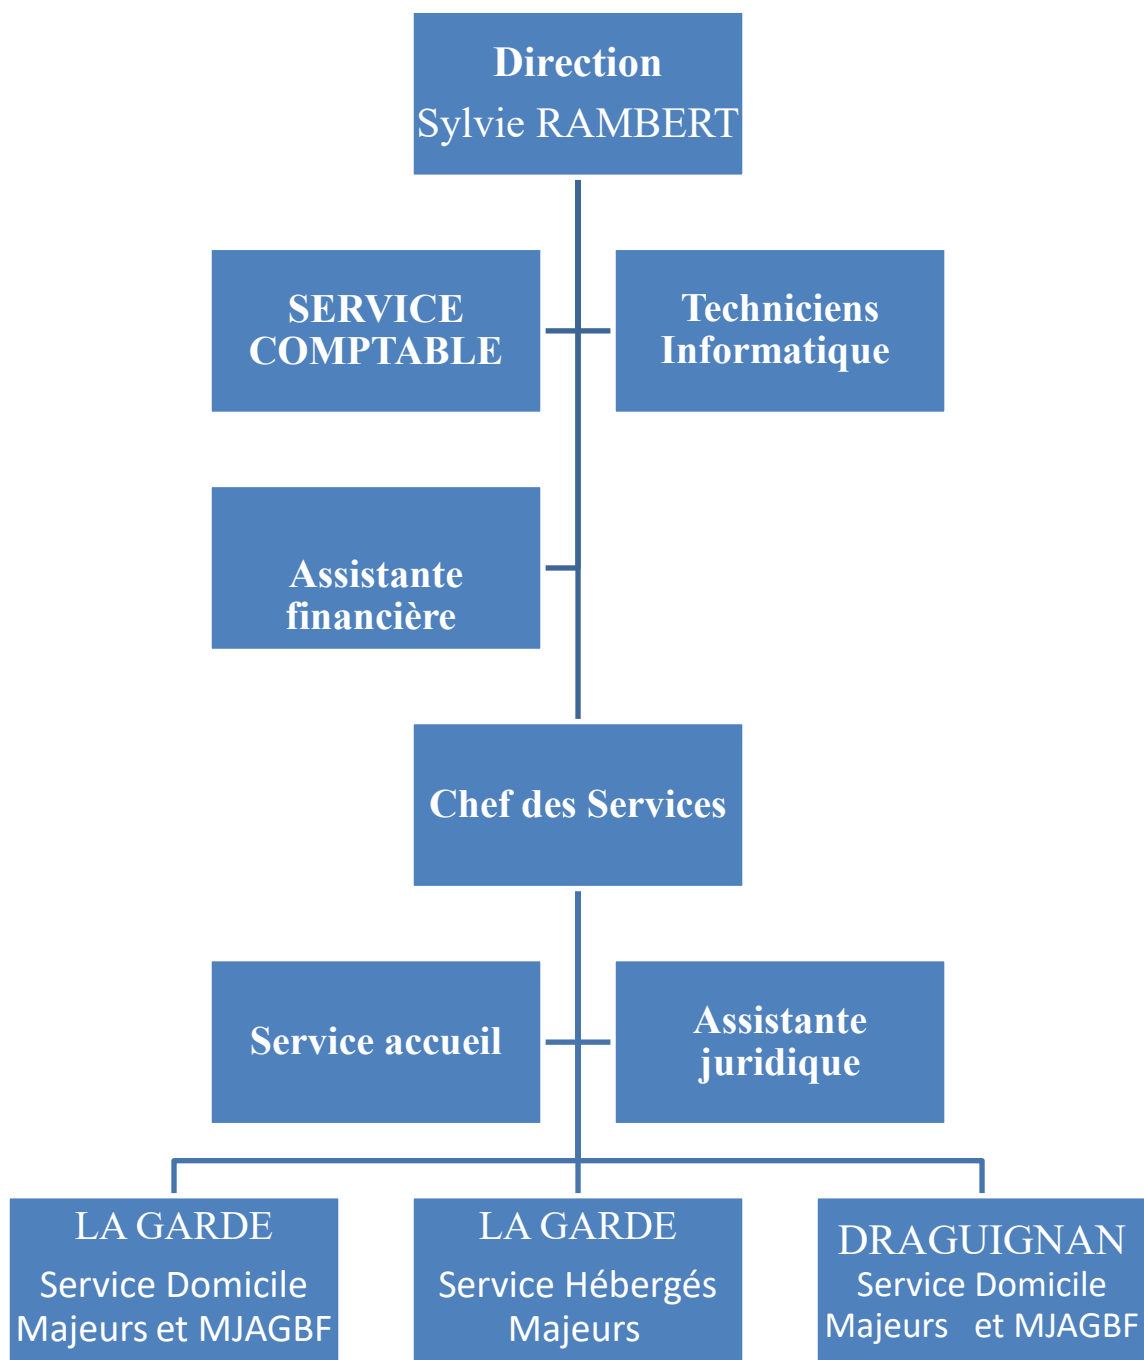 Direction
Sylvie RAMBERT
SERVICE
COMPTABLE
Techniciens
Informatique
Assistante
financière
Chef des Services
Service accueil
Assistante
juridique
LA GARDE
Service Domicile
Majeurs et MJAGBF
LA GARDE
Service Hébergés
Majeurs
DRAGUIGNAN
Service Domicile
Majeurs et MJAGBF